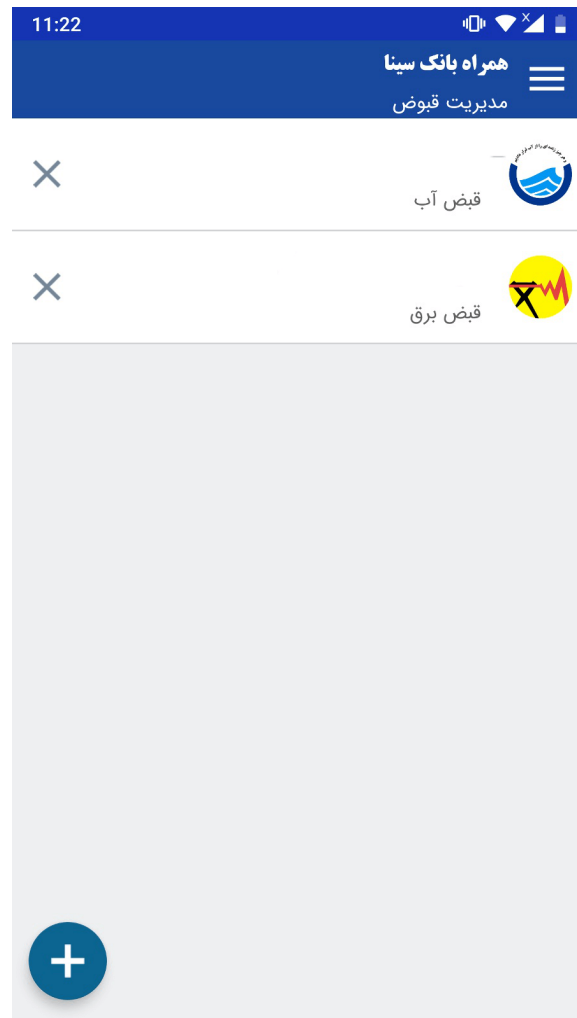 11:22
همراه بانک سینا
مدیریت قبوض
قبض آب
قبض برق